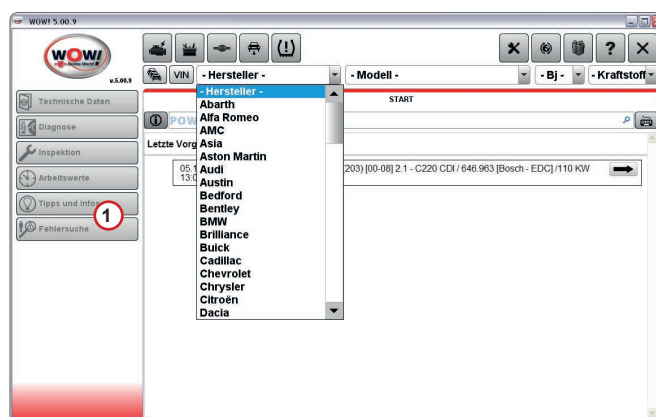 WOW! 5.00.9
WOW!
v.5.00.9
VIN
- Hersteller -
- Modell -
- Bj -
- Kraftstoff -
START
Technische Daten
Diagnose
Inspektion
Arbeitswerte
Tipps und Infos
Fehlersuche
1
POW
Letzte Vorg
05.1
13:0
(203) [00-08] 2.1 - C220 CDI / 646.963 [Bosch - EDC] /110 KW
- Hersteller -
Abarth
Alfa Romeo
AMC
Asia
Aston Martin
Audi
Austin
Bedford
Bentley
BMW
Brilliance
Buick
Cadillac
Chevrolet
Chrysler
Citroën
Dacia